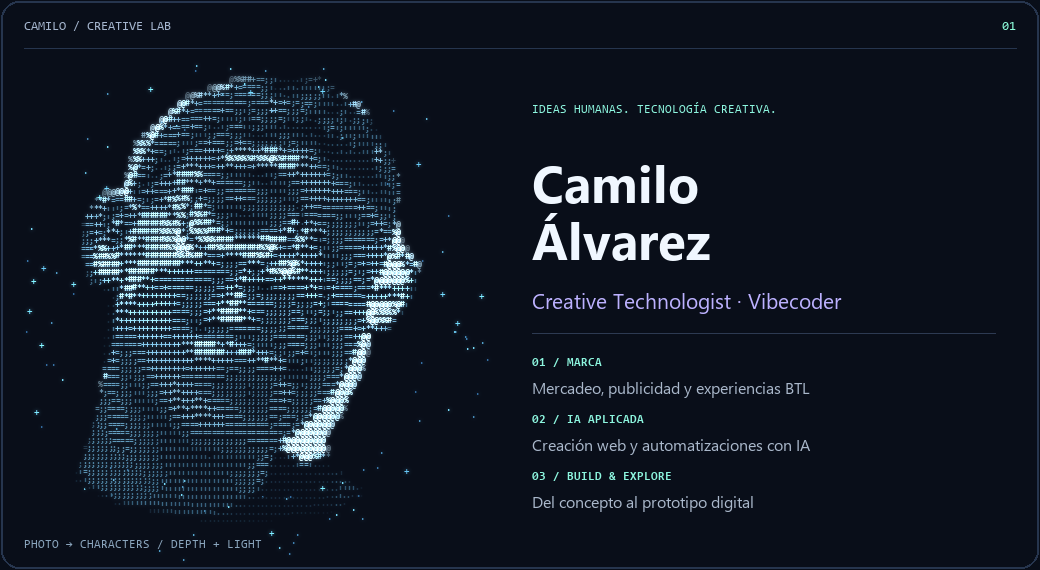 CAMILO / CREATIVE LAB
01
IDEAS HUMANAS. TECNOLOGÍA CREATIVA.
Camilo
Álvarez
Creative Technologist · Vibecoder
01 / MARCA
Mercadeo, publicidad y experiencias BTL
02 / IA APLICADA
Creación web y automatizaciones con IA
03 / BUILD & EXPLORE
Del concepto al prototipo digital
PHOTO → CHARACTERS / DEPTH + LIGHT